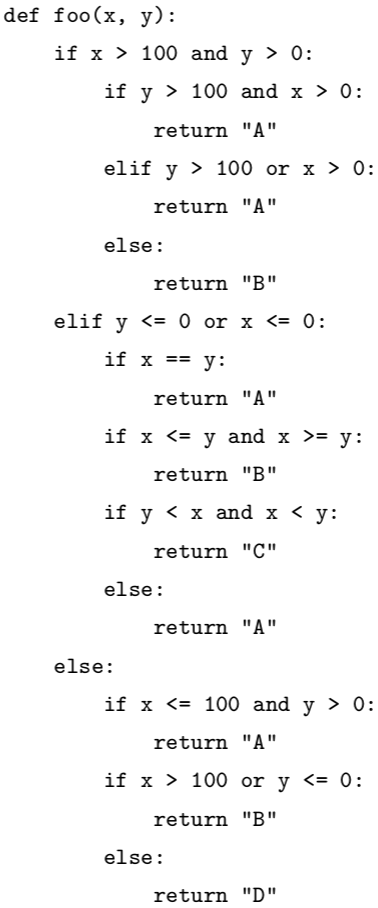 def foo(x, y):
    if x > 100 and y > 0:
        if y > 100 and x > 0:
            return "A"
        elif y > 100 or x > 0:
            return "A"
        else:
            return "B"
    elif y <= 0 or x <= 0:
        if x == y:
            return "A"
        if x <= y and x >= y:
            return "B"
        if y < x and x < y:
            return "C"
        else:
            return "A"
    else:
        if x <= 100 and y > 0:
            return "A"
        if x > 100 or y <= 0:
            return "B"
        else:
            return "D"